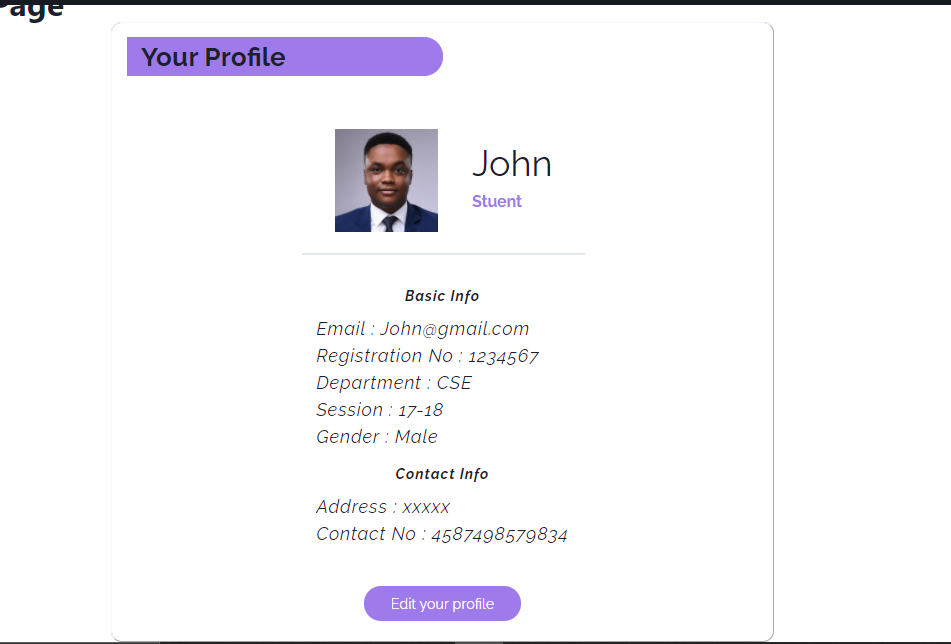 Page
Your Profile
John
Stuent
Basic Info
Email : John@gmail.com
Registration No : 1234567
Department : CSE
Session : 17-18
Gender : Male
Contact Info
Address : xxxxx
Contact No : 4587498579834
Edit your profile